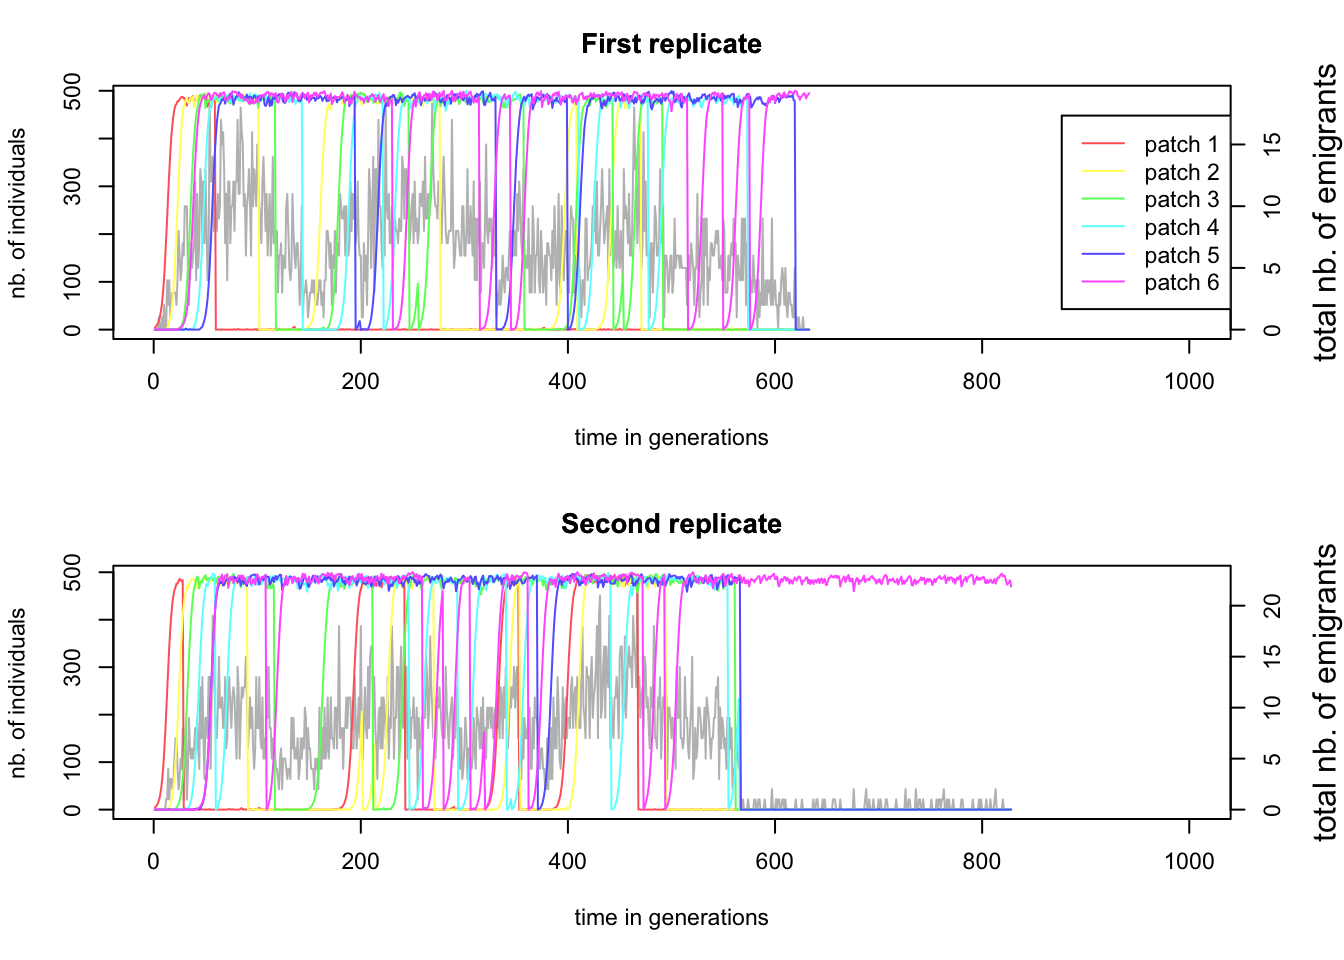 First replicate
nb. of individuals
0
100
300
500
0
5
10
15
total nb. of emigrants
patch 1
patch 2
patch 3
patch 4
patch 5
patch 6
0
200
400
600
800
1000
time in generations
Second replicate
nb. of individuals
0
100
300
500
0
5
10
15
20
total nb. of emigrants
0
200
400
600
800
1000
time in generations